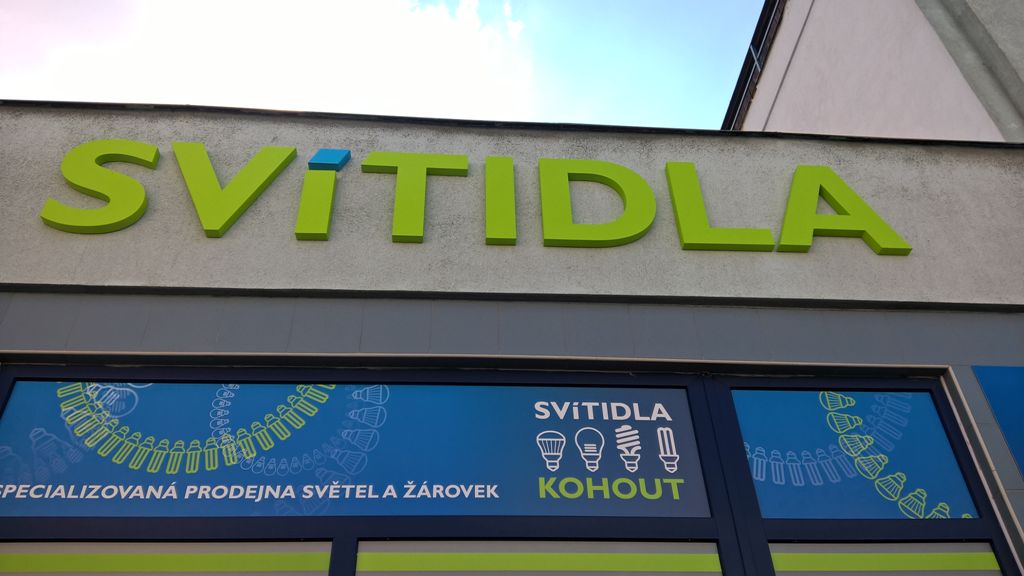 SVíTIDLA
SVíTIDLA
KOHOUT
SPECIALIZOVANÁ PRODEJNA SVĚTEL A ŽÁROVEK